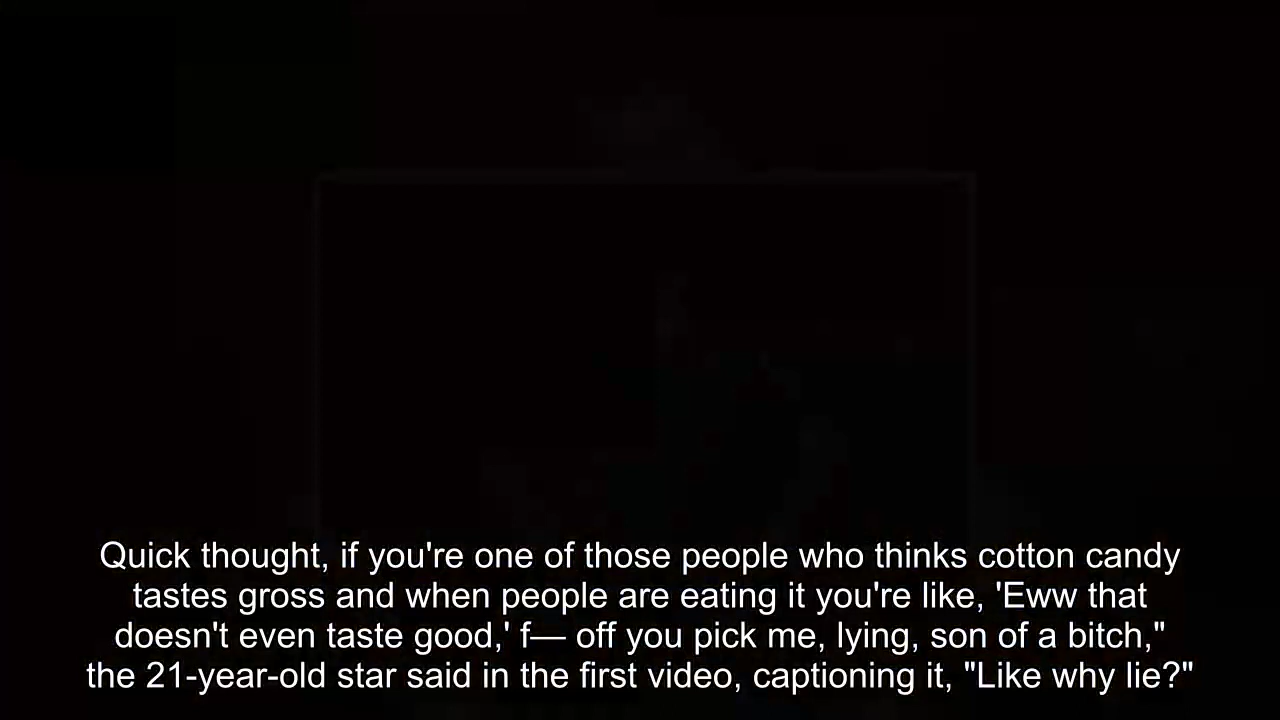 Quick thought, if you're one of those people who thinks cotton candy
tastes gross and when people are eating it you're like, 'Eww that
doesn't even taste good,' f— off you pick me, lying, son of a bitch,"
the 21-year-old star said in the first video, captioning it, "Like why lie?"